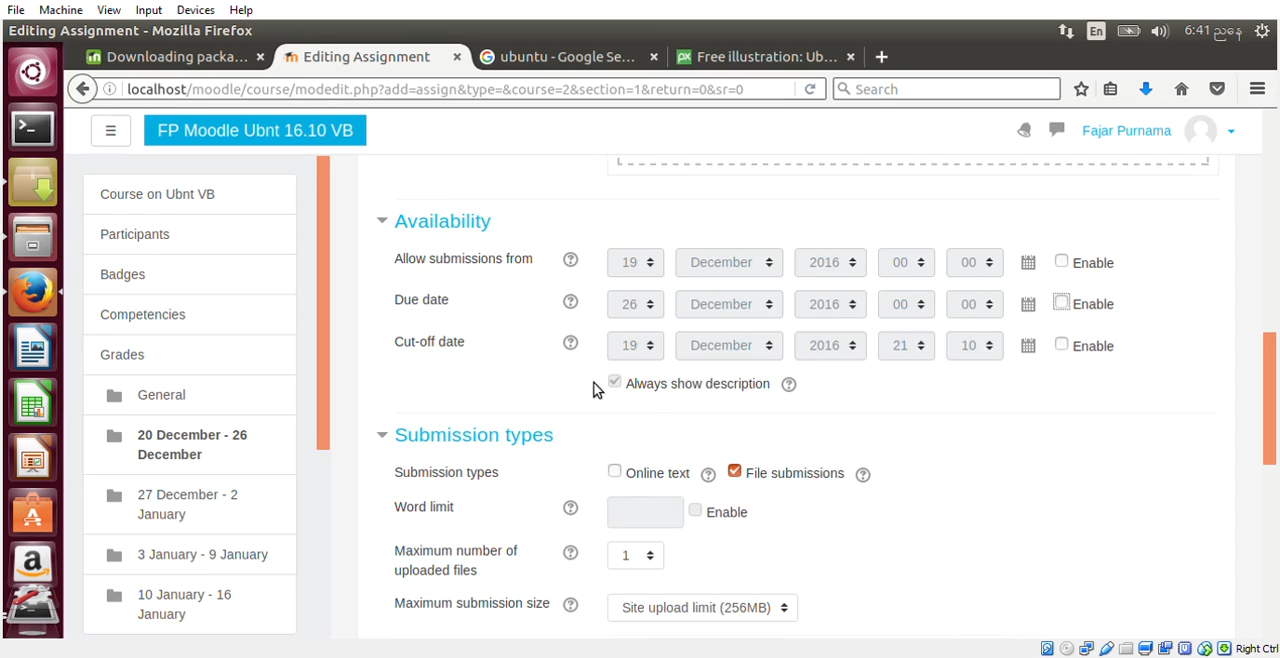 File Machine View Input Devices Help
Editing Assignment - Mozilla Firefox
En 6:41 ညနေ
Downloading packa... × Editing Assignment × ubuntu - Google Se... × Free illustration: Ub... × +
localhost/moodle/course/modedit.php?add=assign&type=&course=2&section=1&return=0&sr=0
Search
FP Moodle Ubnt 16.10 VB
Fajar Purnama
Course on Ubnt VB
Participants
Badges
Competencies
Grades
General
20 December - 26
December
27 December - 2
January
3 January - 9 January
10 January - 16
January
Availability
Allow submissions from ? 19 December 2016 00 00 Enable
Due date ? 26 December 2016 00 00 Enable
Cut-off date ? 19 December 2016 21 10 Enable
Always show description ?
Submission types
Submission types Online text ? File submissions ?
Word limit ? Enable
Maximum number of
uploaded files ? 1
Maximum submission size ? Site upload limit (256MB)
Right Ctrl